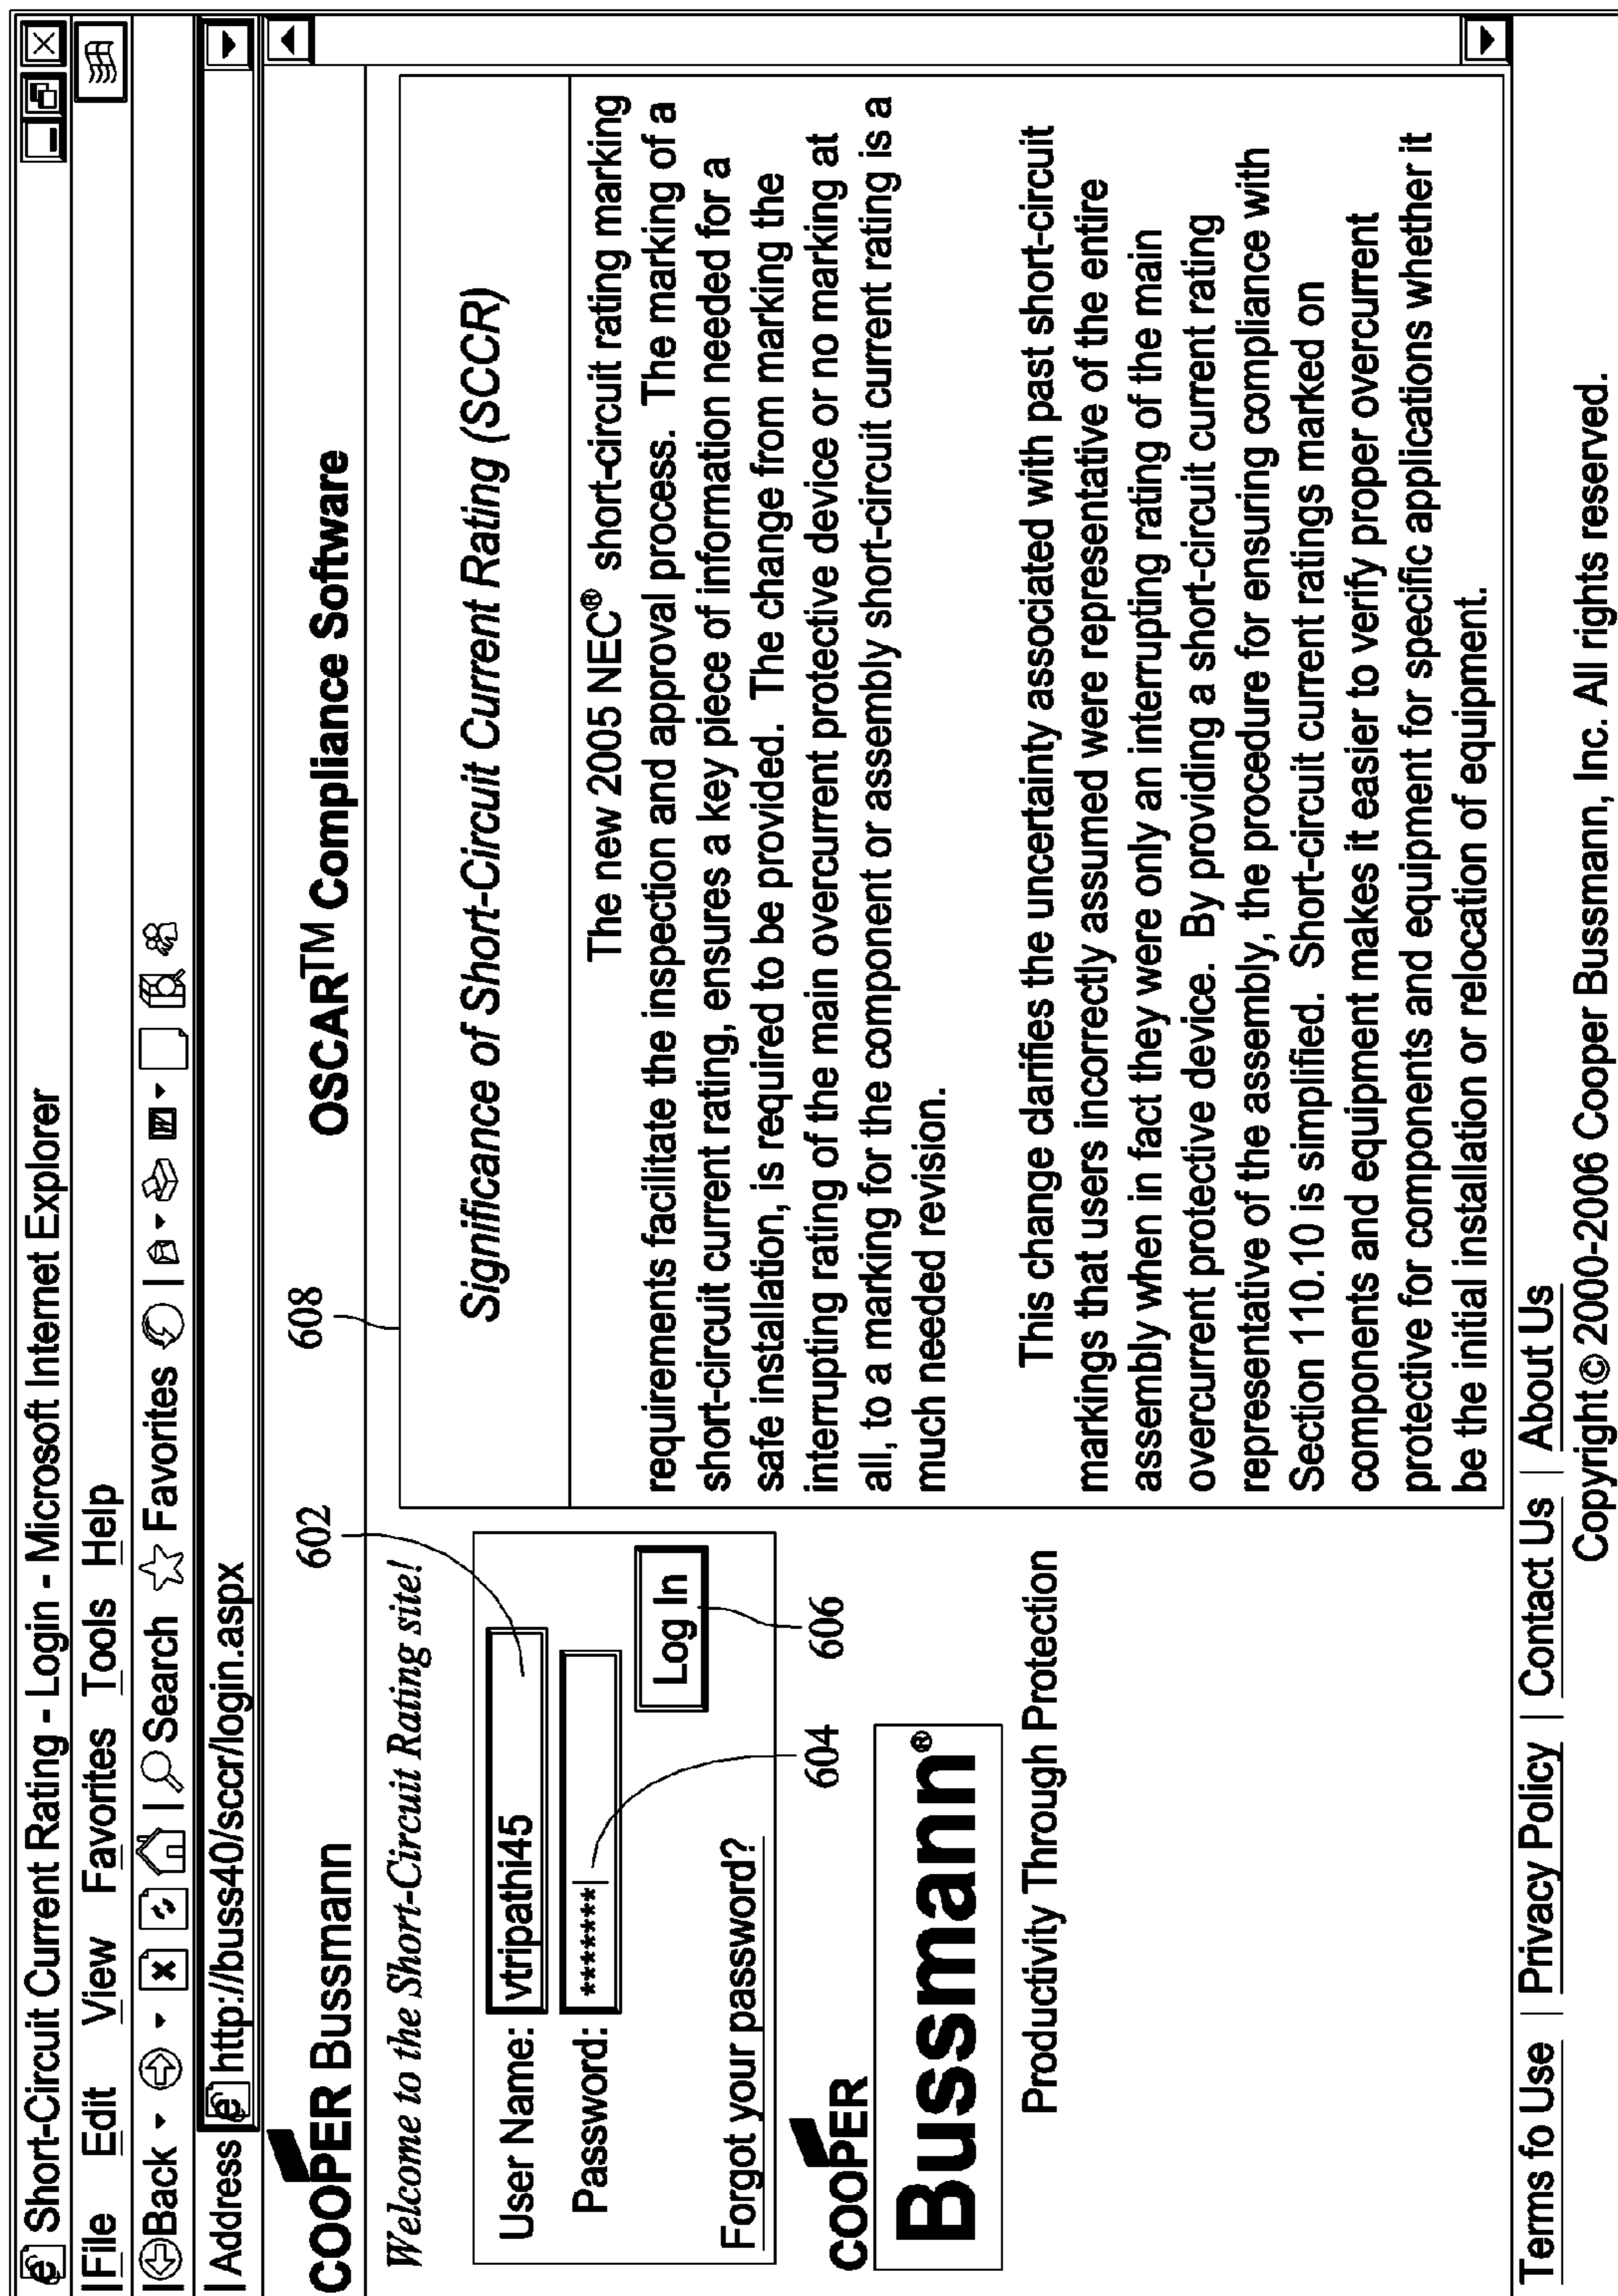 Short-Circuit Current Rating - Login - Microsoft Internet Explorer
File Edit View Favorites Tools Help
Back Search Favorites
Address http://buss40/sccr/login.aspx
COOPER Bussmann
OSCAR™ Compliance Software
602
608
Welcome to the Short-Circuit Rating site!
User Name: vtripathi45
Password: *******
Log In
Forgot your password?
604
606
COOPER
Bussmann®
Productivity Through Protection
Significance of Short-Circuit Current Rating (SCCR)
The new 2005 NEC® short-circuit rating marking
requirements facilitate the inspection and approval process. The marking of a
short-circuit current rating, ensures a key piece of information needed for a
safe installation, is required to be provided. The change from marking the
interrupting rating of the main overcurrent protective device or no marking at
all, to a marking for the component or assembly short-circuit current rating is a
much needed revision.
This change clarifies the uncertainty associated with past short-circuit
markings that users incorrectly assumed were representative of the entire
assembly when in fact they were only an interrupting rating of the main
overcurrent protective device. By providing a short-circuit current rating
representative of the assembly, the procedure for ensuring compliance with
Section 110.10 is simplified. Short-circuit current ratings marked on
components and equipment makes it easier to verify proper overcurrent
protective for components and equipment for specific applications whether it
be the initial installation or relocation of equipment.
Terms fo Use | Privacy Policy | Contact Us | About Us
Copyright © 2000-2006 Cooper Bussmann, Inc. All rights reserved.